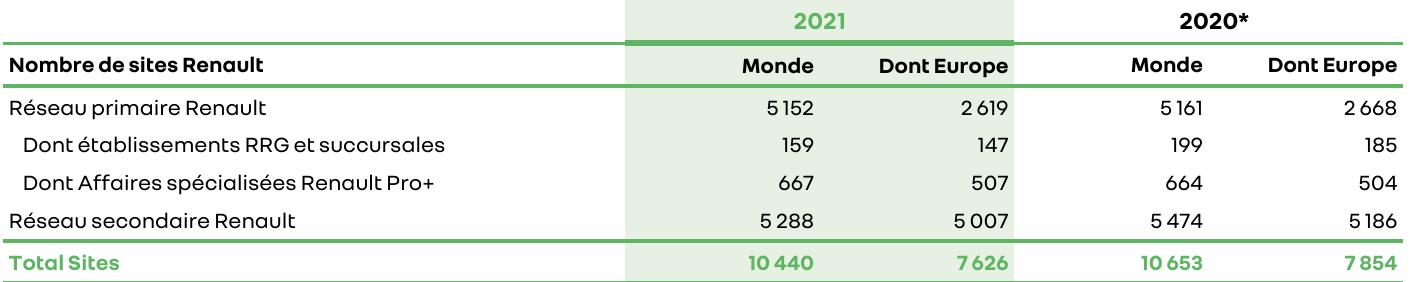 2021 2020*
Nombre de sites Renault Monde Dont Europe Monde Dont Europe
Réseau primaire Renault 5 152 2 619 5 161 2 668
Dont établissements RRG et succursales 159 147 199 185
Dont Affaires spécialisées Renault Pro+ 667 507 664 504
Réseau secondaire Renault 5 288 5 007 5 474 5 186
Total Sites 10 440 7 626 10 653 7 854